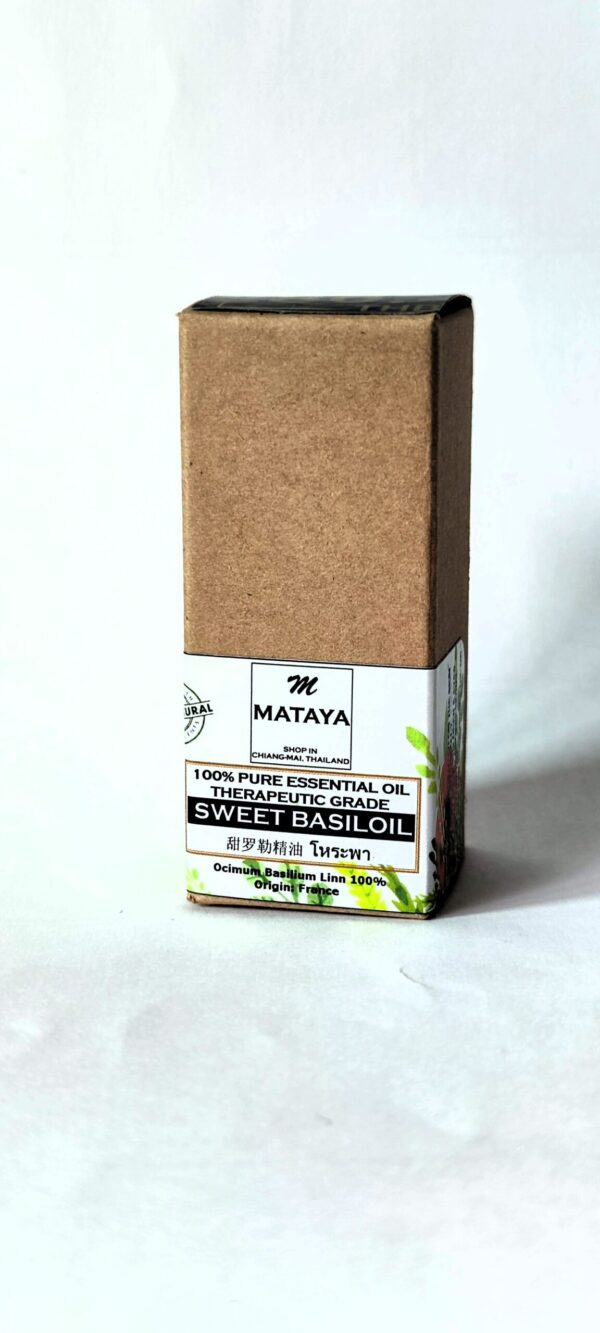 M
MATAYA
SHOP IN
CHIANG-MAI, THAILAND
100% PURE ESSENTIAL OIL
THERAPEUTIC GRADE
SWEET BASILOIL
甜罗勒精油 โหระพา
Ocimum Basilium Linn 100%
Origin: France